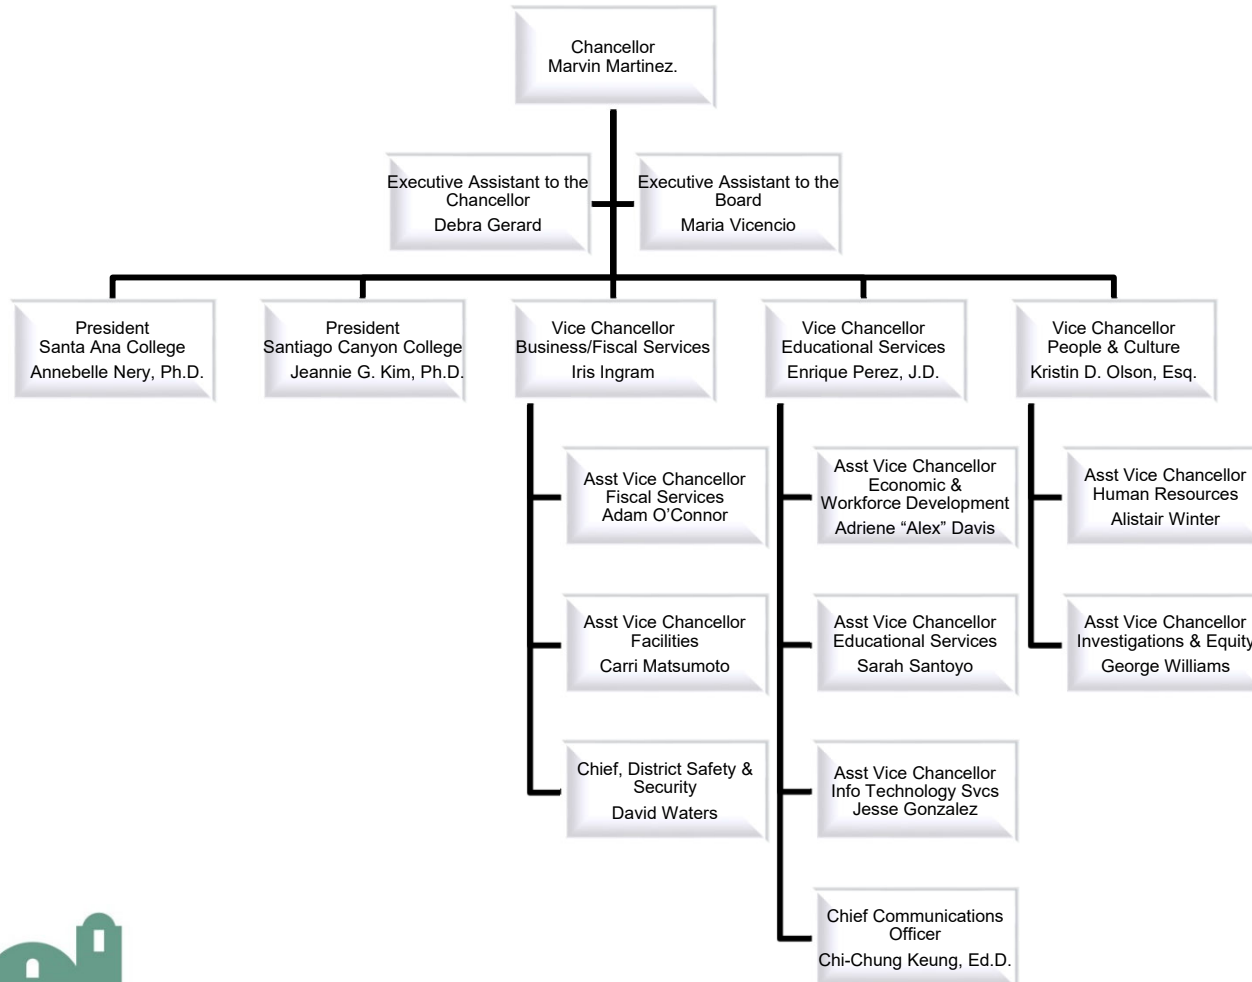 Chancellor
Marvin Martinez.
Executive Assistant to the
Chancellor
Debra Gerard
Executive Assistant to the
Board
Maria Vicencio
President
Santa Ana College
Annebelle Nery, Ph.D.
President
Santiago Canyon College
Jeannie G. Kim, Ph.D.
Vice Chancellor
Business/Fiscal Services
Iris Ingram
Vice Chancellor
Educational Services
Enrique Perez, J.D.
Vice Chancellor
People & Culture
Kristin D. Olson, Esq.
Asst Vice Chancellor
Fiscal Services
Adam O’Connor
Asst Vice Chancellor
Facilities
Carri Matsumoto
Chief, District Safety &
Security
David Waters
Asst Vice Chancellor
Economic &
Workforce Development
Adriene “Alex” Davis
Asst Vice Chancellor
Educational Services
Sarah Santoyo
Asst Vice Chancellor
Info Technology Svcs
Jesse Gonzalez
Chief Communications
Officer
Chi-Chung Keung, Ed.D.
Asst Vice Chancellor
Human Resources
Alistair Winter
Asst Vice Chancellor
Investigations & Equity
George Williams